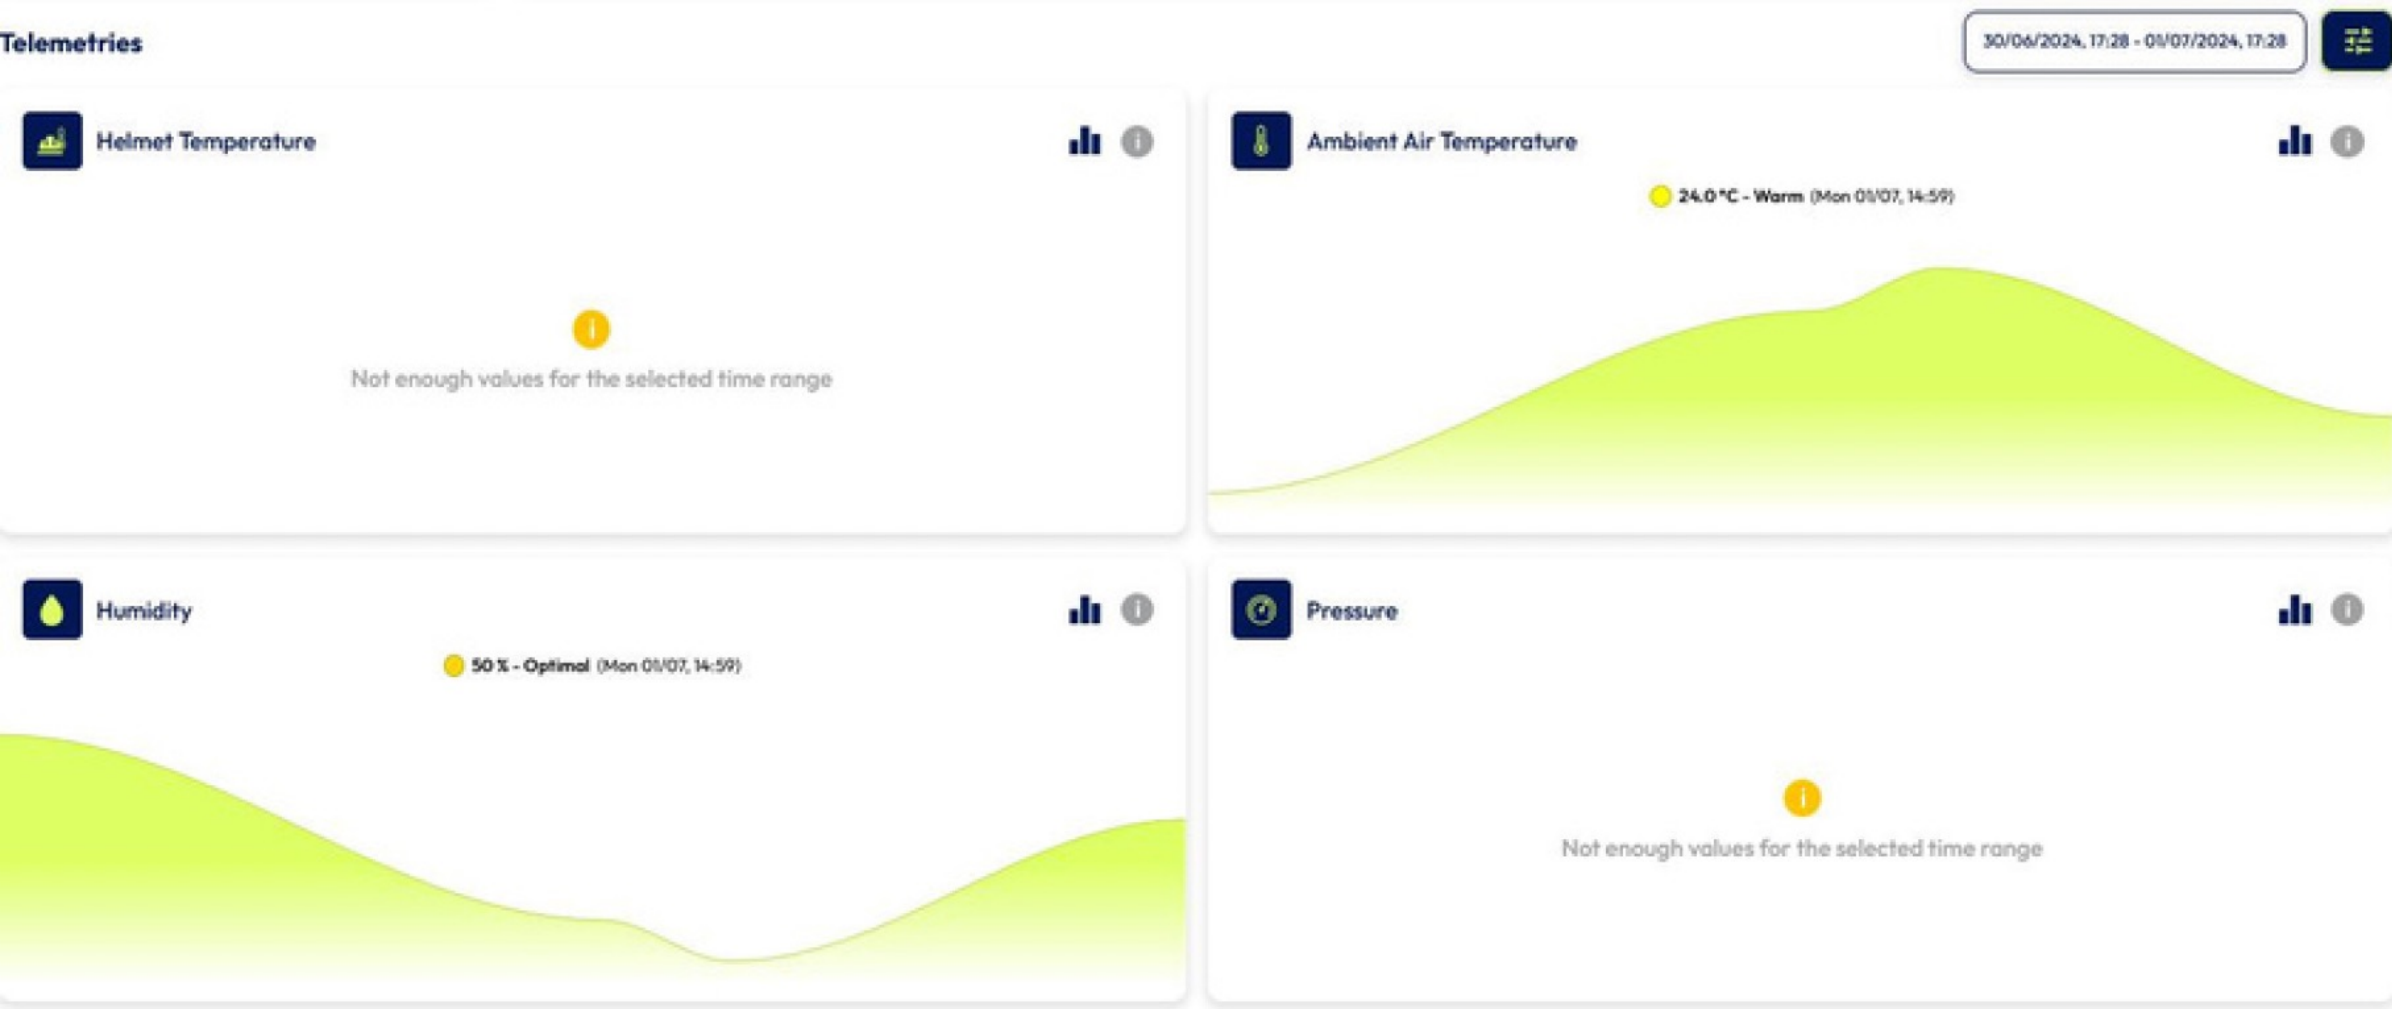 Telemetries
30/06/2024, 17:28 - 01/07/2024, 17:28
Helmet Temperature
Not enough values for the selected time range
Ambient Air Temperature
24.0 °C - Warm (Mon 01/07, 14:59)
Humidity
50 % - Optimal (Mon 01/07, 14:59)
Pressure
Not enough values for the selected time range